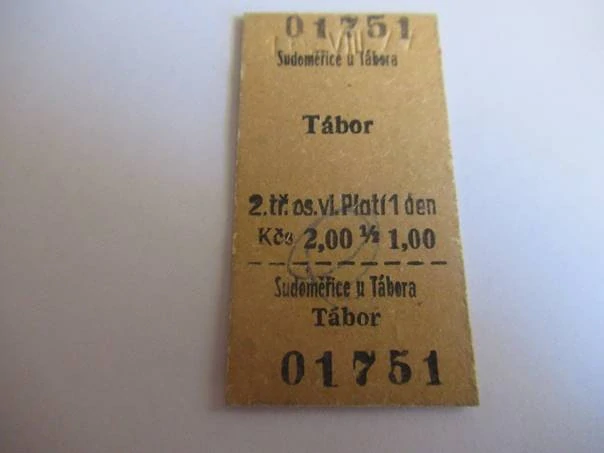 01751
Sudoměřice u Tábora
Tábor
2.tř.os.vl.Platí 1 den
Kčs 2,00 ½ 1,00
Sudoměřice u Tábora
Tábor
01751